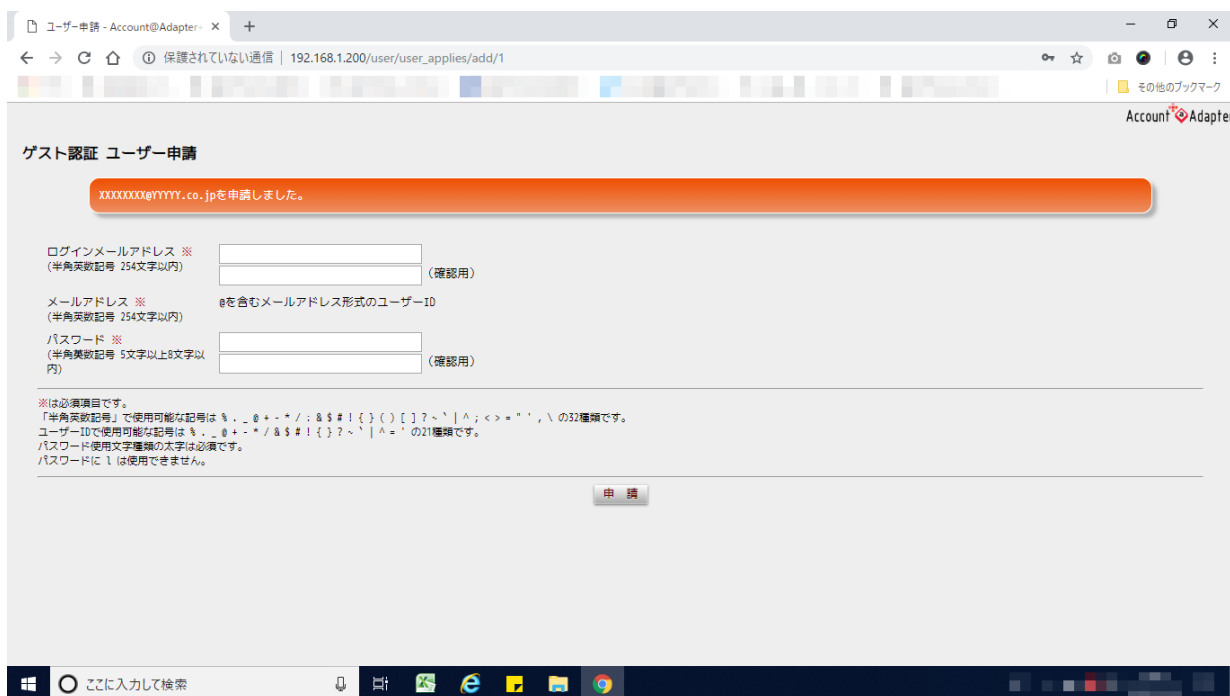 ユーザー申請 - Account@Adapter+
保護されていない通信 | 192.168.1.200/user/user_applies/add/1
その他のブックマーク
Account@Adapte
ゲスト認証 ユーザー申請
XXXXXXXX@YYYYY.co.jpを申請しました。
ログインメールアドレス ※
(半角英数記号 254文字以内)
(確認用)
メールアドレス ※
@を含むメールアドレス形式のユーザーID
(半角英数記号 254文字以内)
パスワード ※
(半角英数記号 5文字以上8文字以
内)
(確認用)
※は必須項目です。
「半角英数記号」で使用可能な記号は % . _ @ + - * / : & $ # ! { } ( ) [ ] ? ~ ` | ^ ; < > = " ' , \ の32種類です。
ユーザーIDで使用可能な記号は % . _ @ + - * / & $ # ! { } ? ~ ` | ^ = ' の21種類です。
パスワード使用文字種類の太字は必須です。
パスワードに l は使用できません。
申 請
ここに入力して検索